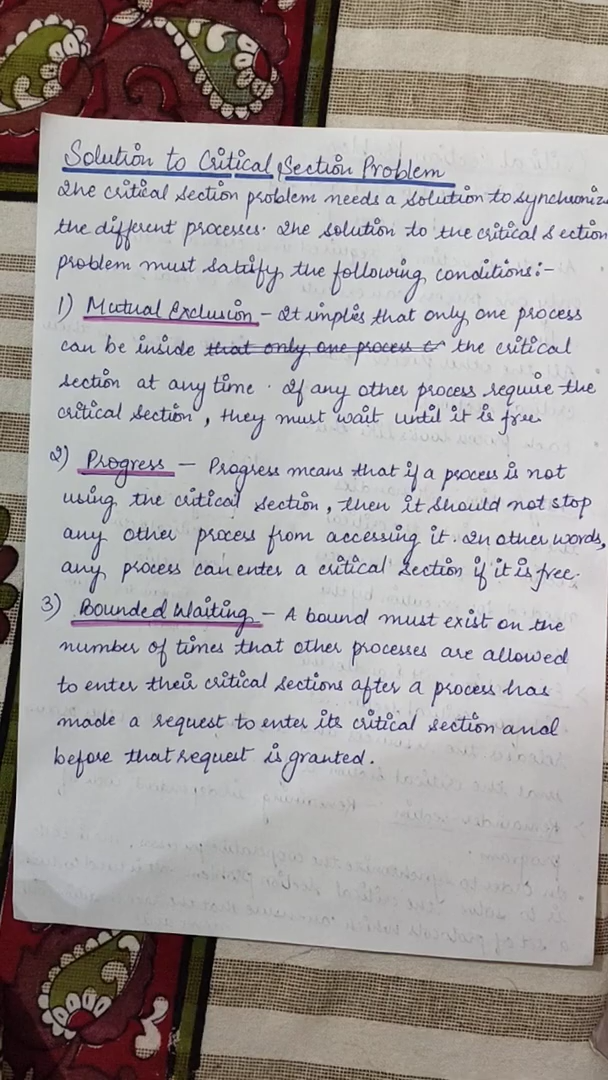 Solution to Critical Section Problem
The critical section problem needs a solution to synchroniz
the different processes. The solution to the critical section
problem must satisfy the following conditions:-
1) Mutual Exclusion - It implies that only one process
can be inside that only one process t the critical
section at any time. If any other process require the
critical section, they must wait until it is free.
2) Progress - Progress means that if a process is not
using the critical section, then it should not stop
any other process from accessing it. In other words,
any process can enter a critical section if it is free.
3) Bounded Waiting - A bound must exist on the
number of times that other processes are allowed
to enter their critical sections after a process has
made a request to enter its critical section and
before that request is granted.